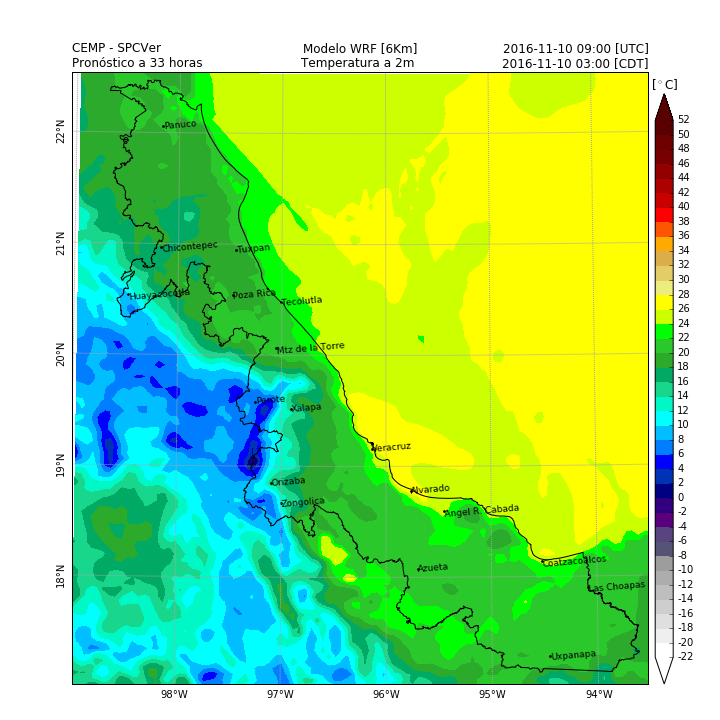 CEMP - SPCVer
Modelo WRF [6Km]
2016-11-10 09:00 [UTC]
Pronóstico a 33 horas
Temperatura a 2m
2016-11-10 03:00 [CDT]
[°C]
22°N
21°N
20°N
19°N
18°N
Panuco
Chicontepec
Tuxpan
Huayacocotla
Poza Rica
Tecolutla
Mtz de la Torre
Perote
Xalapa
Veracruz
Orizaba
Alvarado
Zongolica
Angel R. Cabada
Azueta
Coatzacoalcos
Las Choapas
Uxpanapa
98°W
97°W
96°W
95°W
94°W
52
50
48
46
44
42
40
38
36
34
32
30
28
26
24
22
20
18
16
14
12
10
8
6
4
2
0
-2
-4
-6
-8
-10
-12
-14
-16
-18
-20
-22